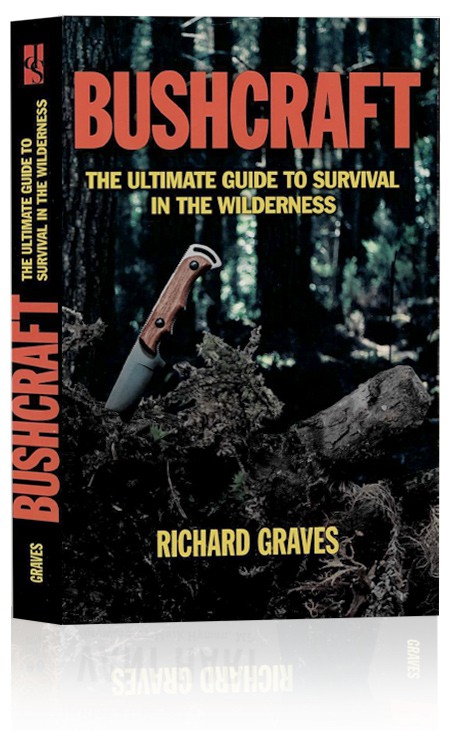 BUSHCRAFT
THE ULTIMATE GUIDE TO SURVIVAL
IN THE WILDERNESS
RICHARD GRAVES
THE ULTIMATE GUIDE TO
SURVIVAL IN THE WILDERNESS
BUSHCRAFT
GRAVES